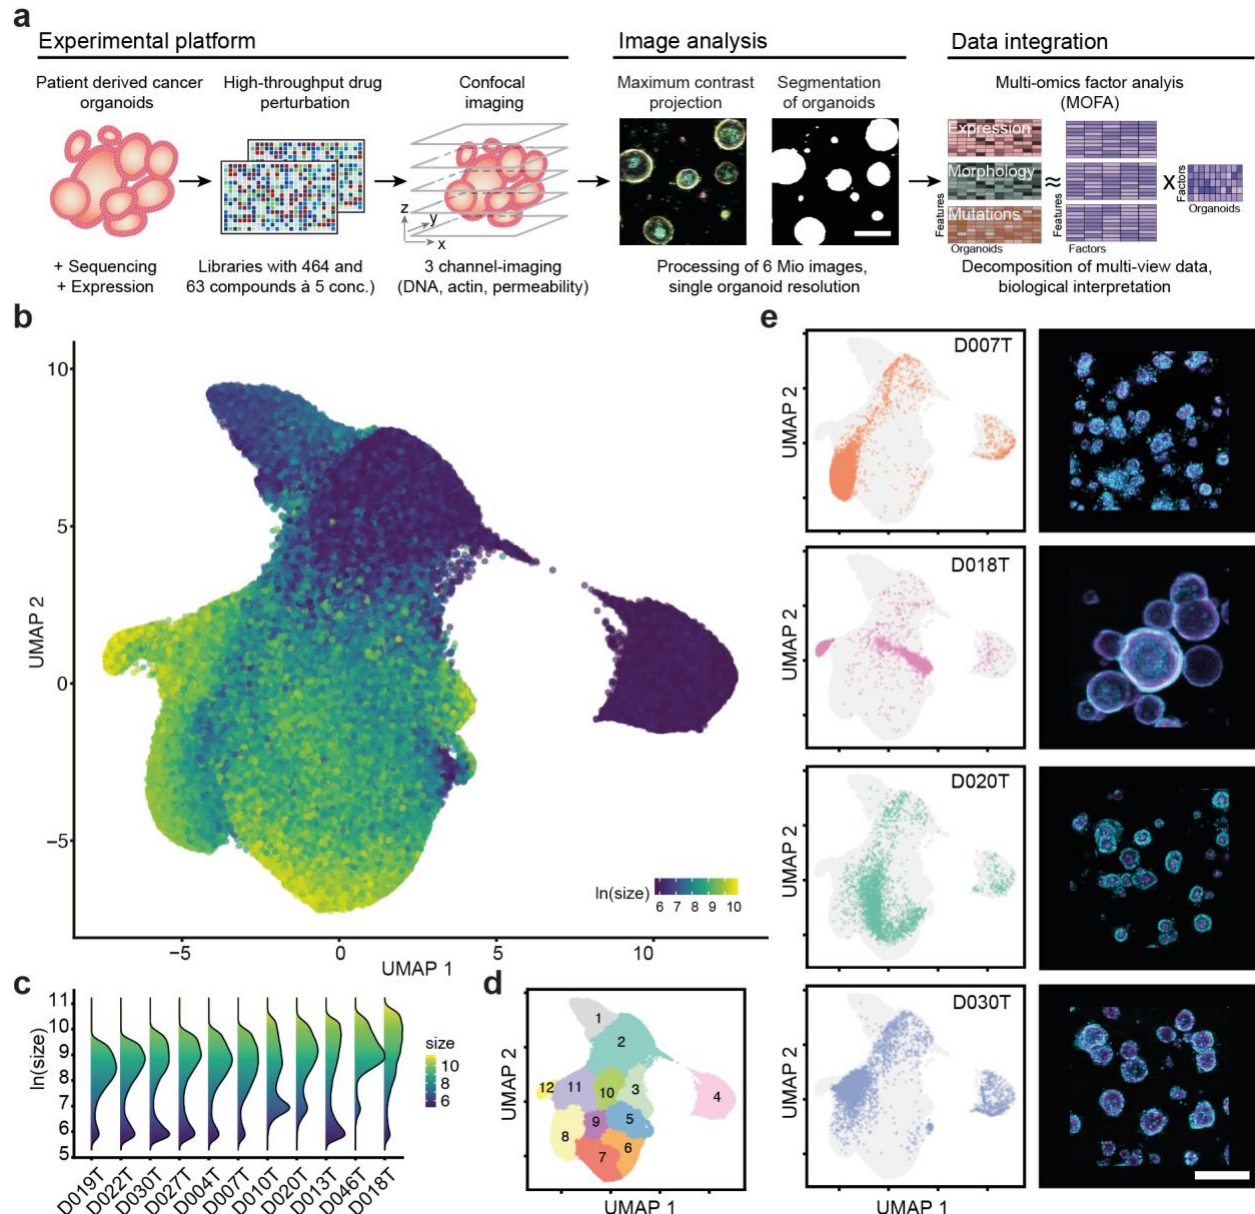 a
Experimental platform
Image analysis
Data integration
Patient derived cancer
organoids
High-throughput drug
perturbation
Confocal
imaging
Maximum contrast
projection
Segmentation
of organoids
Multi-omics factor analyis
(MOFA)
z
y
x
Expression
Morphology
Mutations
Features
Organoids
≈
Features
Factors
X
Factors
Organoids
+ Sequencing
+ Expression
Libraries with 464 and
63 compounds à 5 conc.)
3 channel-imaging
(DNA, actin, permeability)
Processing of 6 Mio images,
single organoid resolution
Decomposition of multi-view data,
biological interpretation
b
10
5
0
−5
UMAP 2
−5
0
5
10
UMAP 1
ln(size)
6 7 8 9 10
c
ln(size)
11
10
9
8
7
6
5
size
10
8
6
D019T
D022T
D030T
D027T
D004T
D007T
D010T
D020T
D013T
D046T
D018T
d
UMAP 2
1
2
3
4
5
6
7
8
9
10
11
12
UMAP 1
e
D007T
UMAP 2
D018T
UMAP 2
D020T
UMAP 2
D030T
UMAP 2
UMAP 1